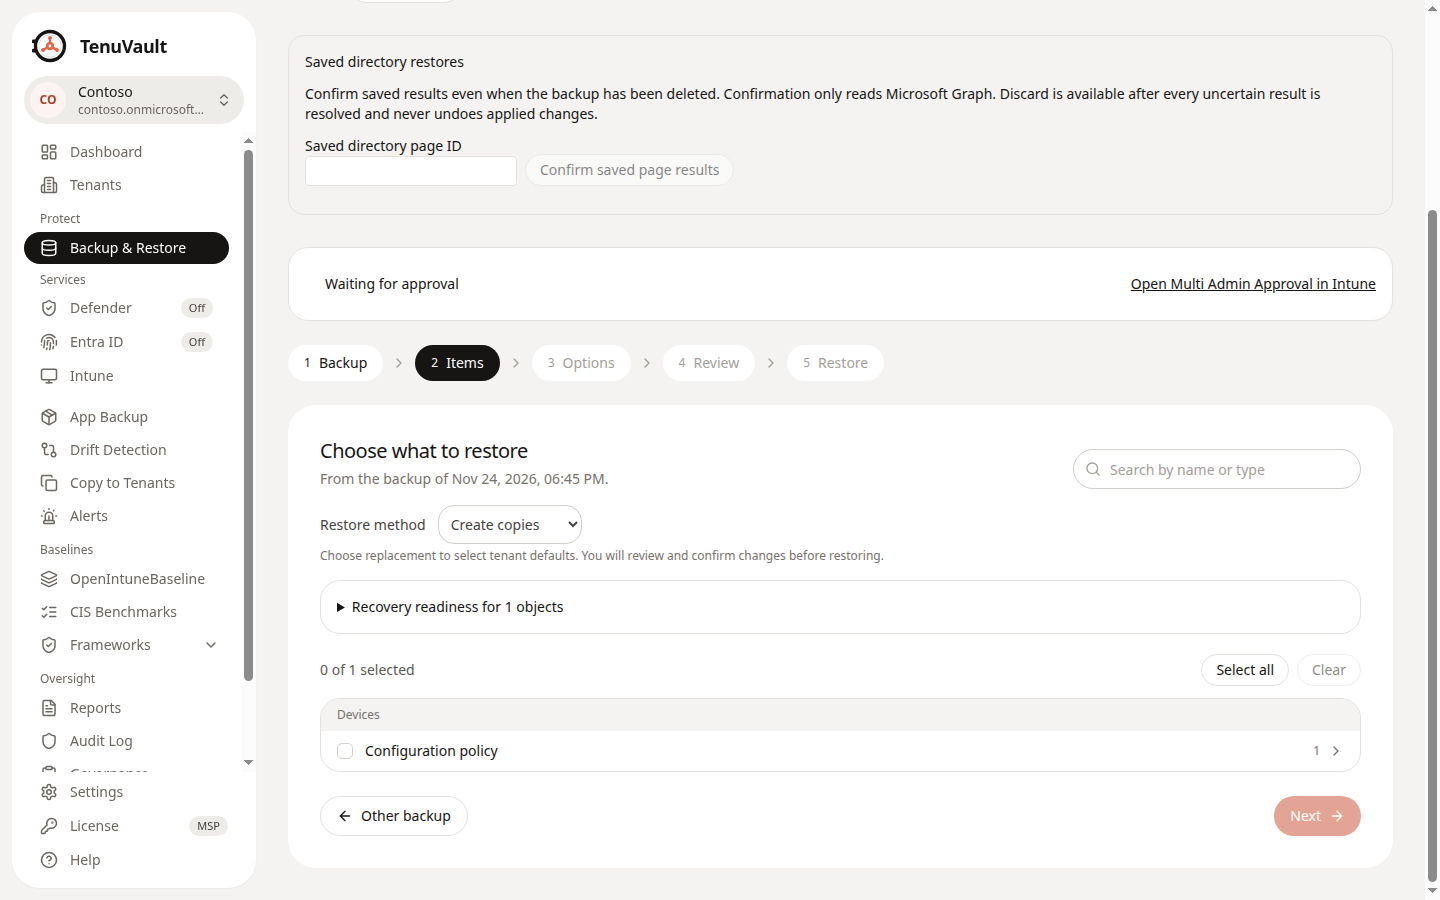 TenuVault
CO
Contoso
contoso.onmicrosoft...
Dashboard
Tenants
Protect
Backup & Restore
Services
Defender
Off
Entra ID
Off
Intune
App Backup
Drift Detection
Copy to Tenants
Alerts
Baselines
OpenIntuneBaseline
CIS Benchmarks
Frameworks
Oversight
Reports
Audit Log
Settings
License
MSP
Help
Saved directory restores
Confirm saved results even when the backup has been deleted. Confirmation only reads Microsoft Graph. Discard is available after every uncertain result is
resolved and never undoes applied changes.
Saved directory page ID
Confirm saved page results
Waiting for approval
Open Multi Admin Approval in Intune
1 Backup
2 Items
3 Options
4 Review
5 Restore
Choose what to restore
From the backup of Nov 24, 2026, 06:45 PM.
Search by name or type
Restore method
Create copies
Choose replacement to select tenant defaults. You will review and confirm changes before restoring.
Recovery readiness for 1 objects
0 of 1 selected
Select all
Clear
Devices
Configuration policy
1
Other backup
Next